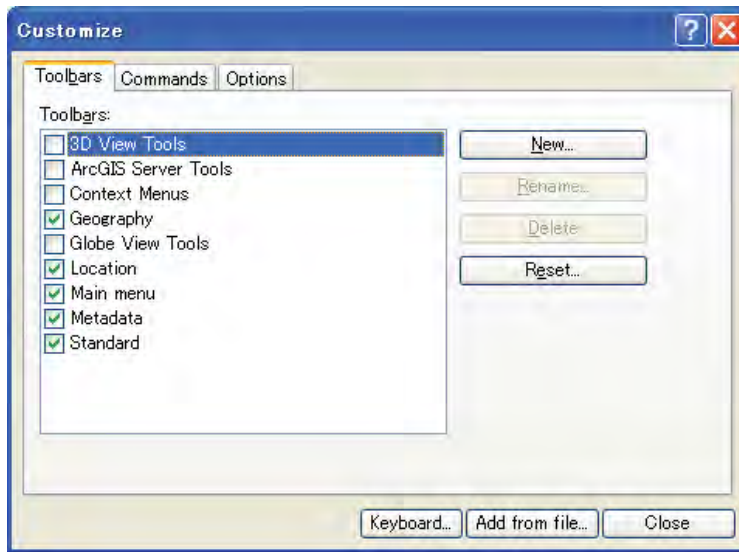 Customize
Toolbars Commands Options
Toolbars:
3D View Tools
New...
ArcGIS Server Tools
Rename...
Context Menus
Geography
Delete
Globe View Tools
Location
Reset...
Main menu
Metadata
Standard
Keyboard... Add from file... Close